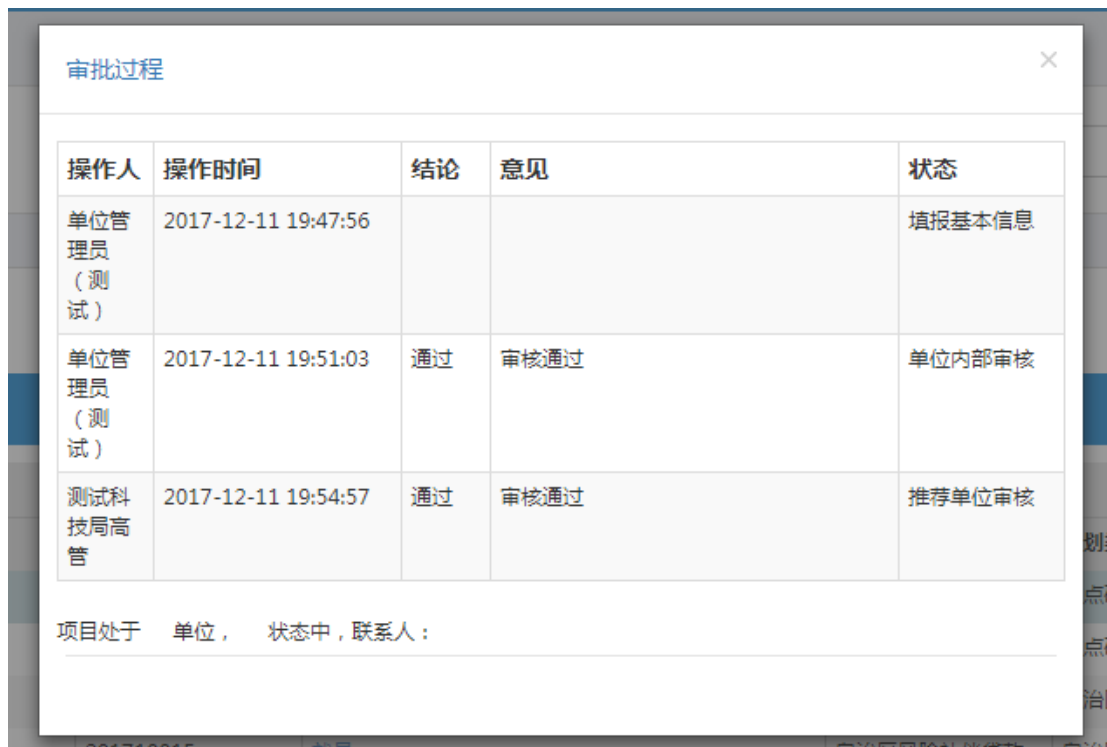 审批过程 ×
操作人 操作时间 结论 意见 状态
单位管 2017-12-11 19:47:56 填报基本信息
理员
（测
试）
单位管 2017-12-11 19:51:03 通过 审核通过 单位内部审核
理员
（测
试）
测试科 2017-12-11 19:54:57 通过 审核通过 推荐单位审核
技局高
管
项目处于 单位， 状态中，联系人：